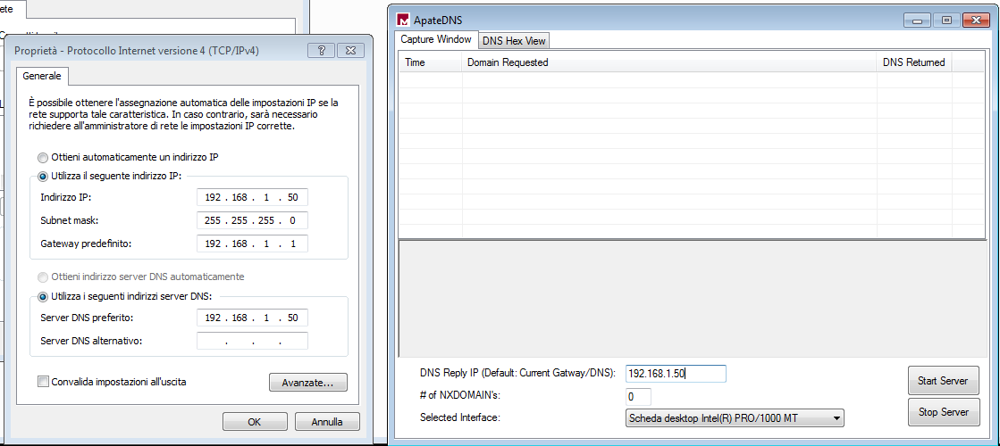 ete
Proprietà - Protocollo Internet versione 4 (TCP/IPv4)
Generale
È possibile ottenere l'assegnazione automatica delle impostazioni IP se la
rete supporta tale caratteristica. In caso contrario, sarà necessario
richiedere all'amministratore di rete le impostazioni IP corrette.
Ottieni automaticamente un indirizzo IP
Utilizza il seguente indirizzo IP:
Indirizzo IP: 192 . 168 . 1 . 50
Subnet mask: 255 . 255 . 255 . 0
Gateway predefinito: 192 . 168 . 1 . 1
Ottieni indirizzo server DNS automaticamente
Utilizza i seguenti indirizzi server DNS:
Server DNS preferito: 192 . 168 . 1 . 50
Server DNS alternativo: . . .
Convalida impostazioni all'uscita
Avanzate...
OK Annulla
ApateDNS
Capture Window DNS Hex View
Time Domain Requested DNS Returned
DNS Reply IP (Default: Current Gatway/DNS): 192.168.1.50
# of NXDOMAIN's: 0
Selected Interface: Scheda desktop Intel(R) PRO/1000 MT
Start Server
Stop Server